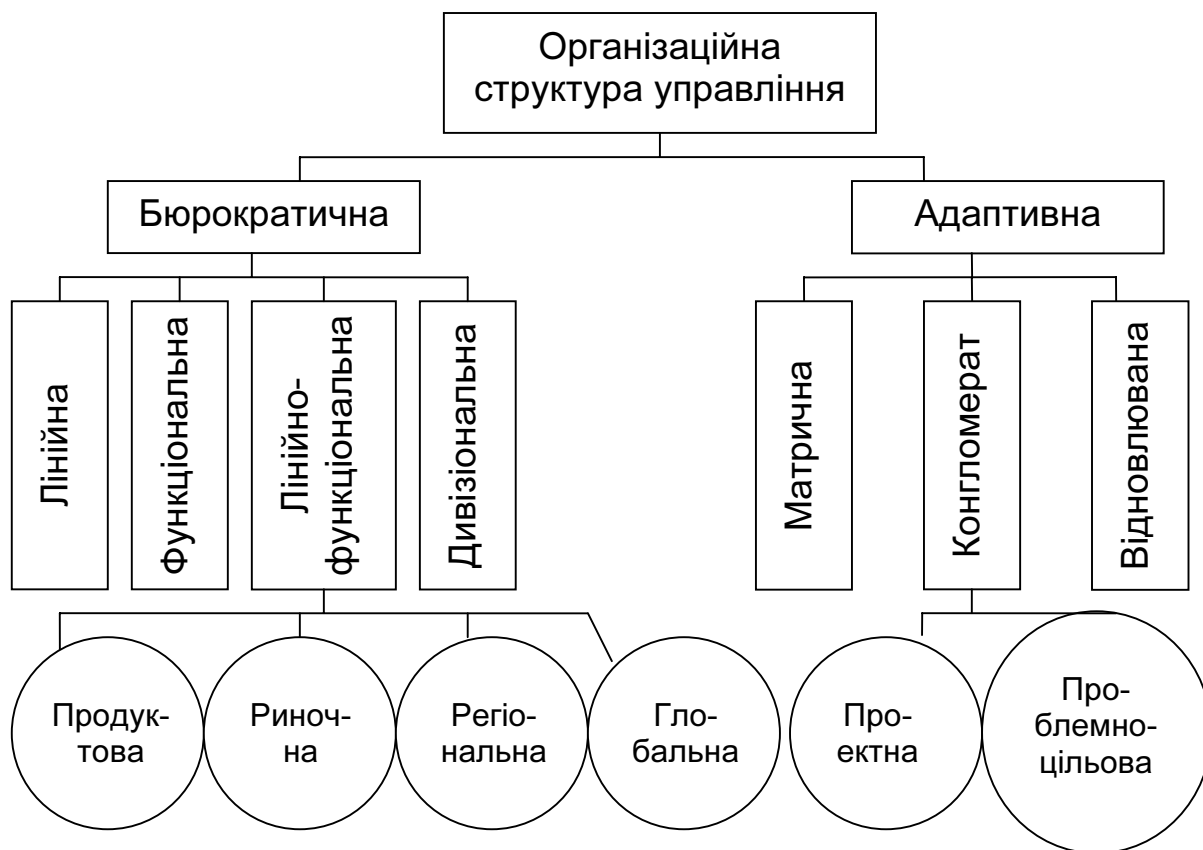 Організаційна
структура управління
Бюрократична
Адаптивна
Лінійна
Функціональна
Лінійно-
функціональна
Дивізіональна
Матрична
Конгломерат
Відновлювана
Продук-
това
Риноч-
на
Регіо-
нальна
Гло-
бальна
Про-
ектна
Про-
блемно-
цільова